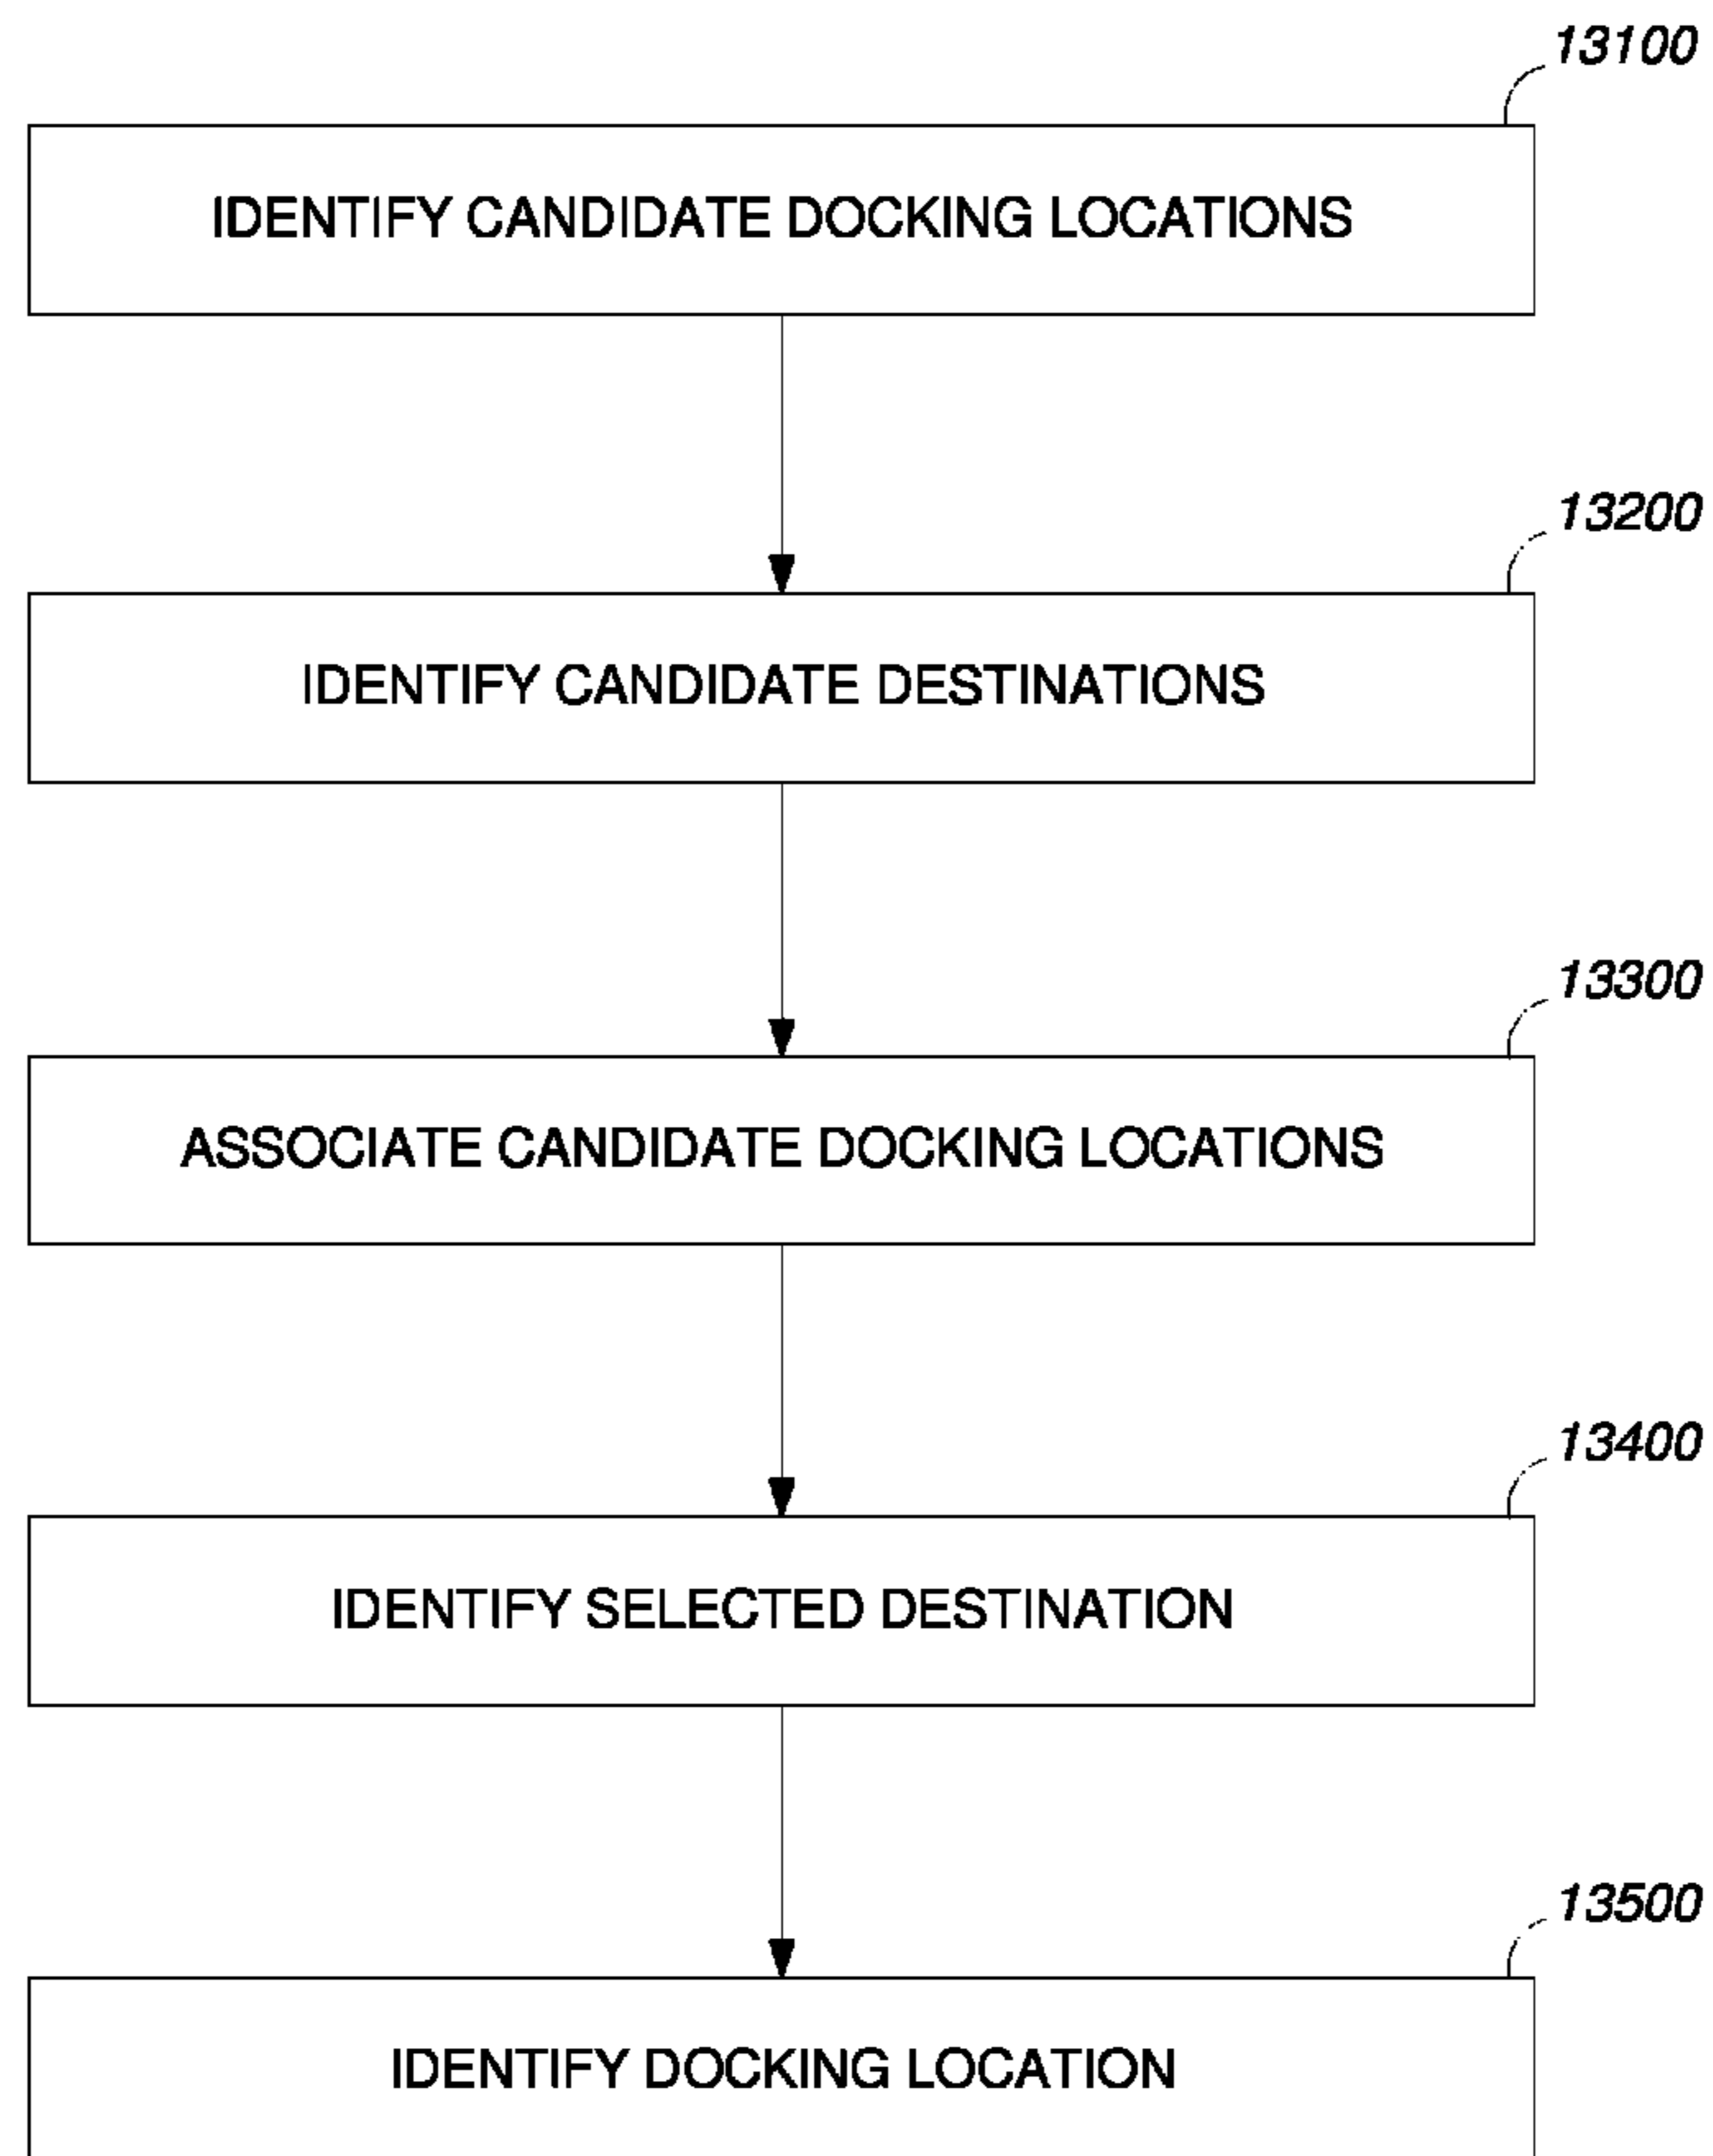 13100
IDENTIFY CANDIDATE DOCKING LOCATIONS
13200
IDENTIFY CANDIDATE DESTINATIONS
13300
ASSOCIATE CANDIDATE DOCKING LOCATIONS
13400
IDENTIFY SELECTED DESTINATION
13500
IDENTIFY DOCKING LOCATION